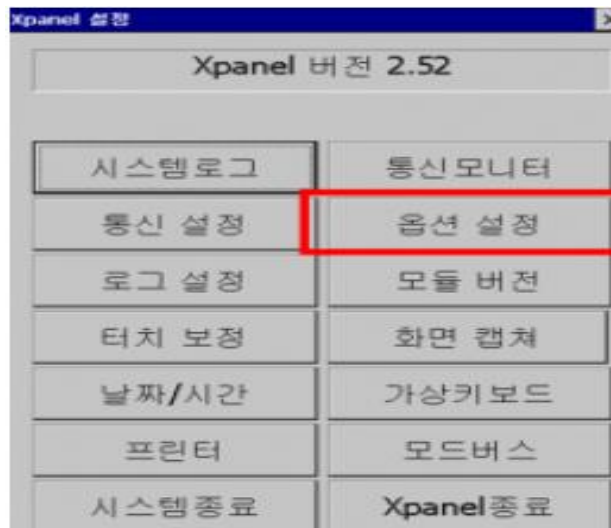 Xpanel 설정
Xpanel 버전 2.52
시스템로그 통신모니터
통신 설정 옵션 설정
로그 설정 모듈 버전
터치 보정 화면 캡쳐
날짜/시간 가상키보드
프린터 모드버스
시스템종료 Xpanel종료